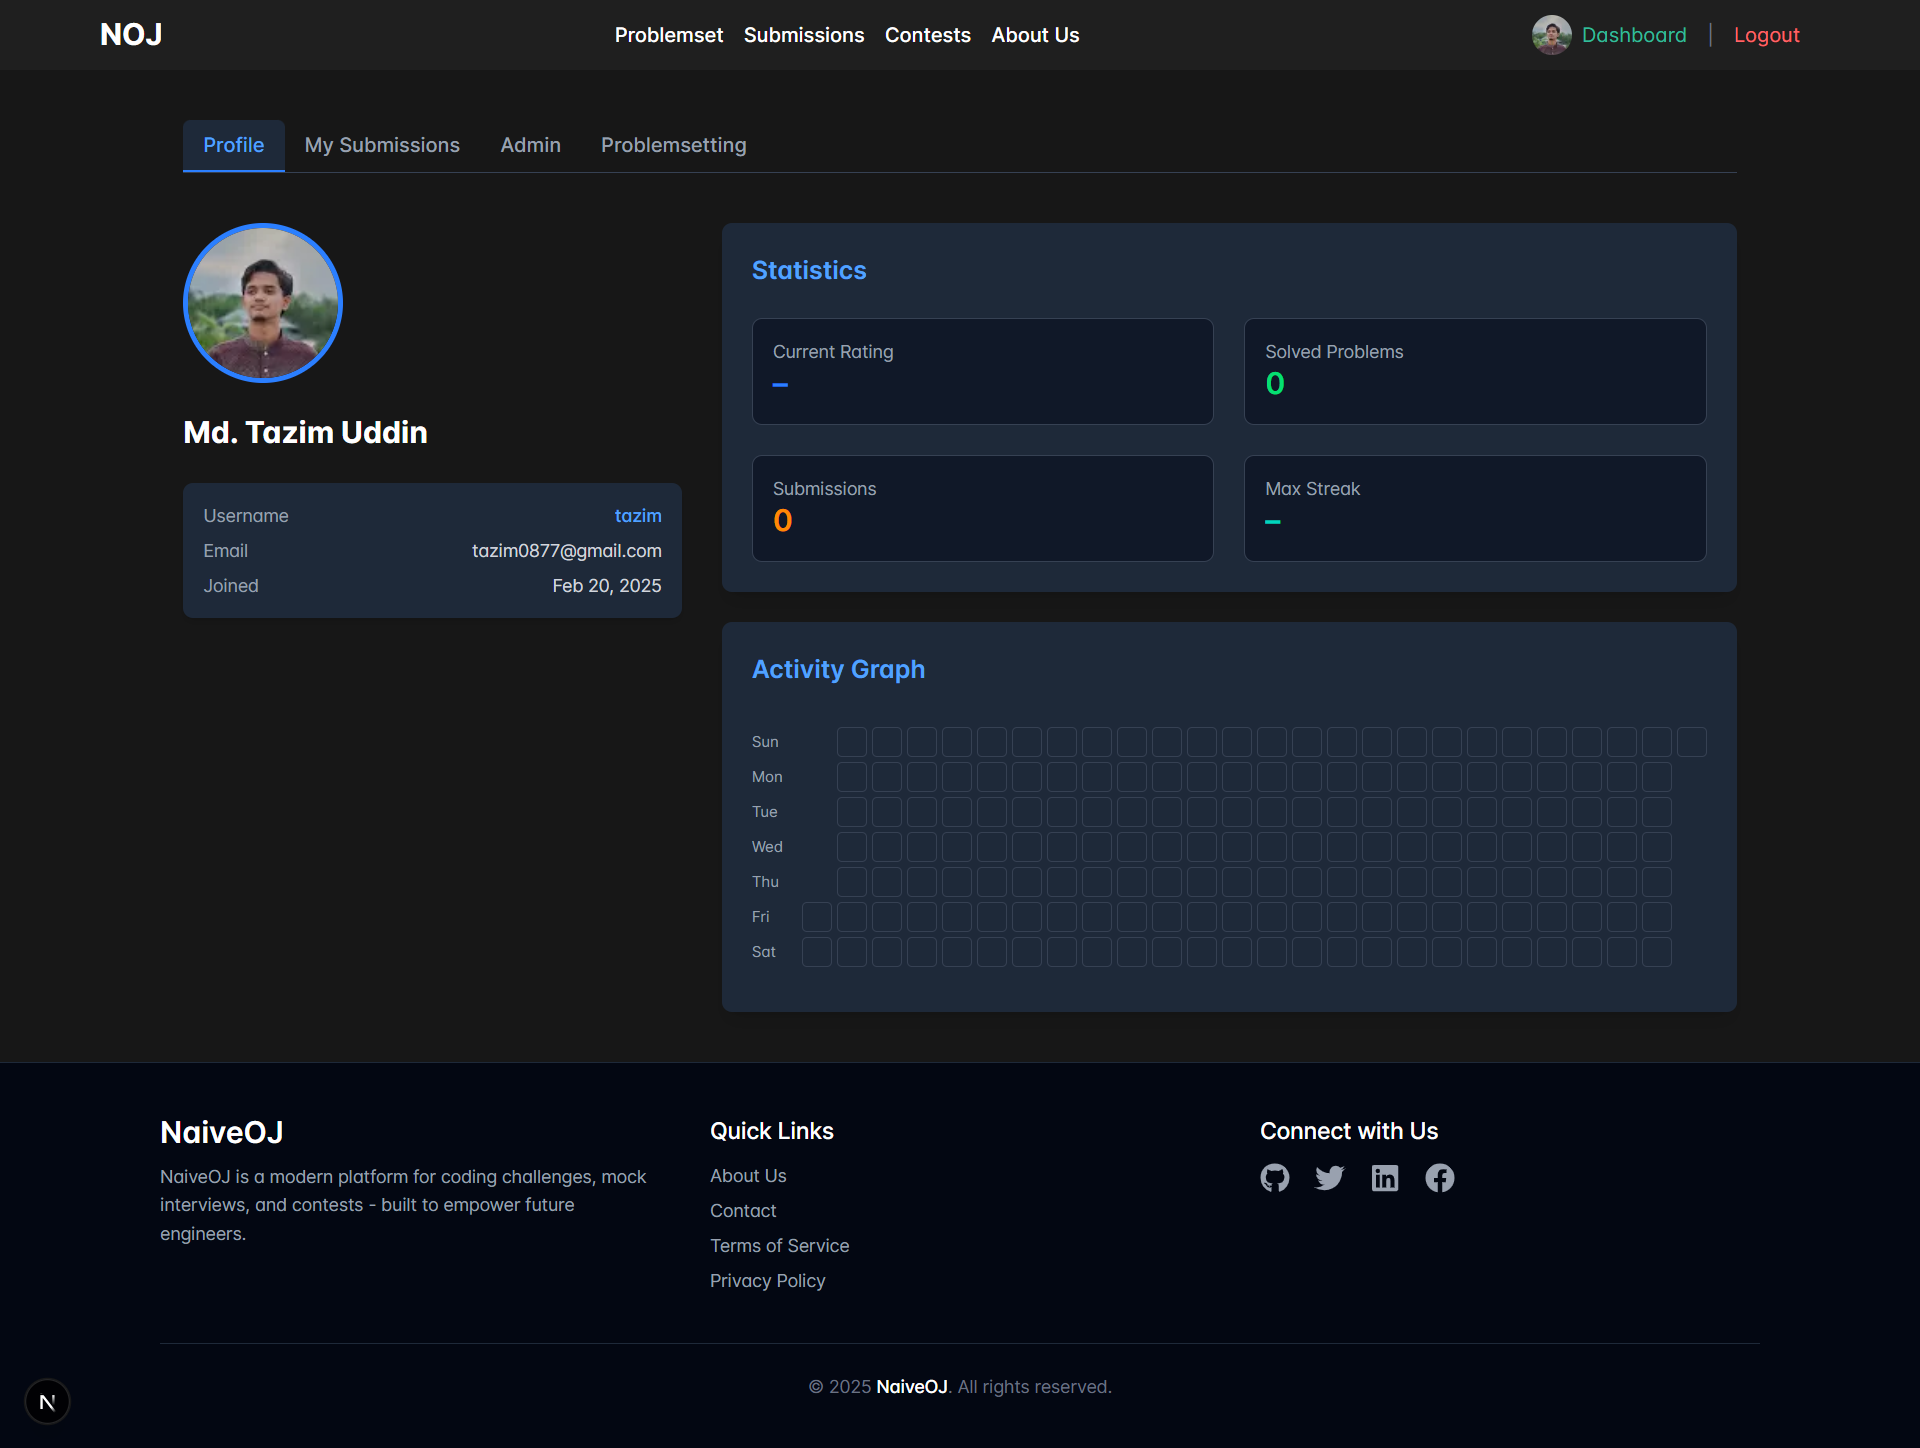 NOJ
Problemset Submissions Contests About Us
Dashboard | Logout
Profile My Submissions Admin Problemsetting
Md. Tazim Uddin
Username tazim
Email tazim0877@gmail.com
Joined Feb 20, 2025
Statistics
Current Rating
–
Solved Problems
0
Submissions
0
Max Streak
–
Activity Graph
Sun
Mon
Tue
Wed
Thu
Fri
Sat
NaiveOJ
NaiveOJ is a modern platform for coding challenges, mock
interviews, and contests - built to empower future
engineers.
Quick Links
About Us
Contact
Terms of Service
Privacy Policy
Connect with Us
© 2025 NaiveOJ. All rights reserved.
N